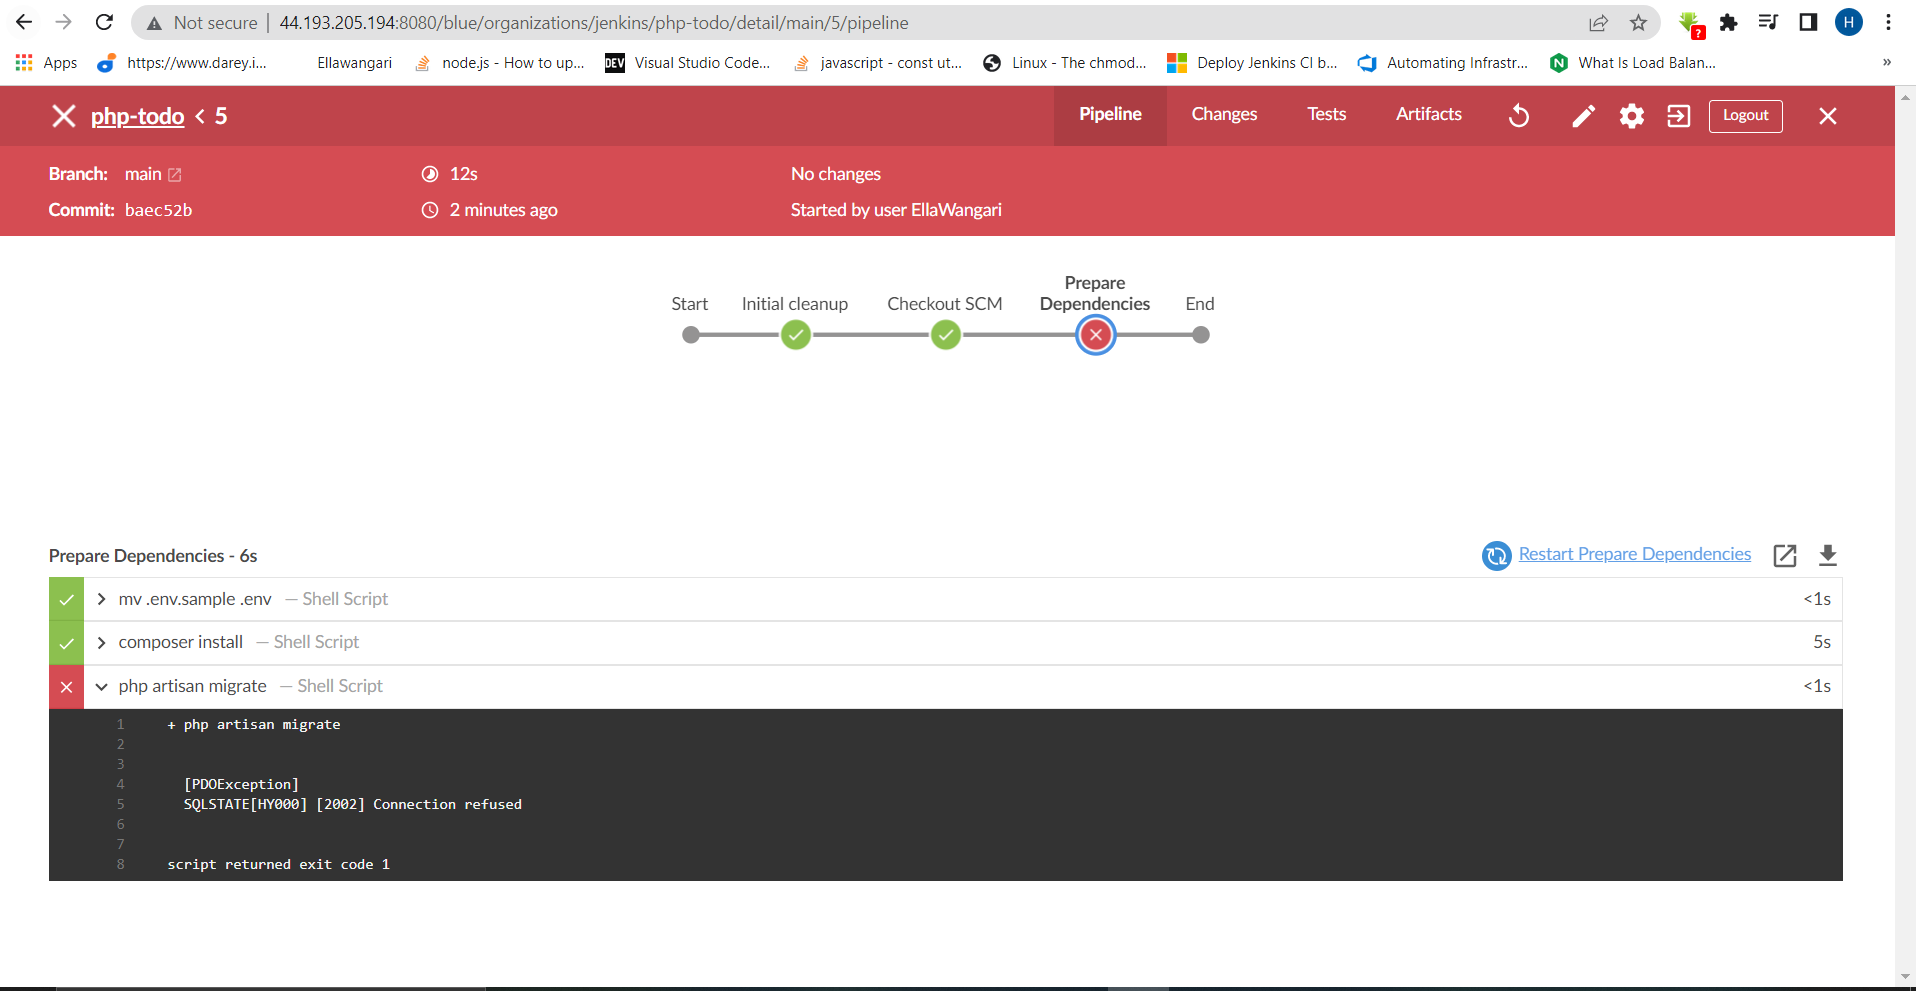 Not secure | 44.193.205.194:8080/blue/organizations/jenkins/php-todo/detail/main/5/pipeline
?
H
Apps https://www.darey.i... Ellawangari node.js - How to up... DEV Visual Studio Code... javascript - const ut... Linux - The chmod... Deploy Jenkins CI b... Automating Infrastr... N What Is Load Balan... »
php-todo < 5 Pipeline Changes Tests Artifacts Logout
Branch: main 12s No changes
Commit: baec52b 2 minutes ago Started by user EllaWangari
Start Initial cleanup Checkout SCM Prepare
Dependencies End
Prepare Dependencies - 6s Restart Prepare Dependencies
mv .env.sample .env — Shell Script <1s
composer install — Shell Script 5s
php artisan migrate — Shell Script <1s
1 + php artisan migrate
2
3
4 [PDOException]
5 SQLSTATE[HY000] [2002] Connection refused
6
7
8 script returned exit code 1